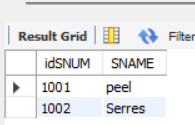 Result Grid Filter
idSNUM SNAME
1001 peel
1002 Serres